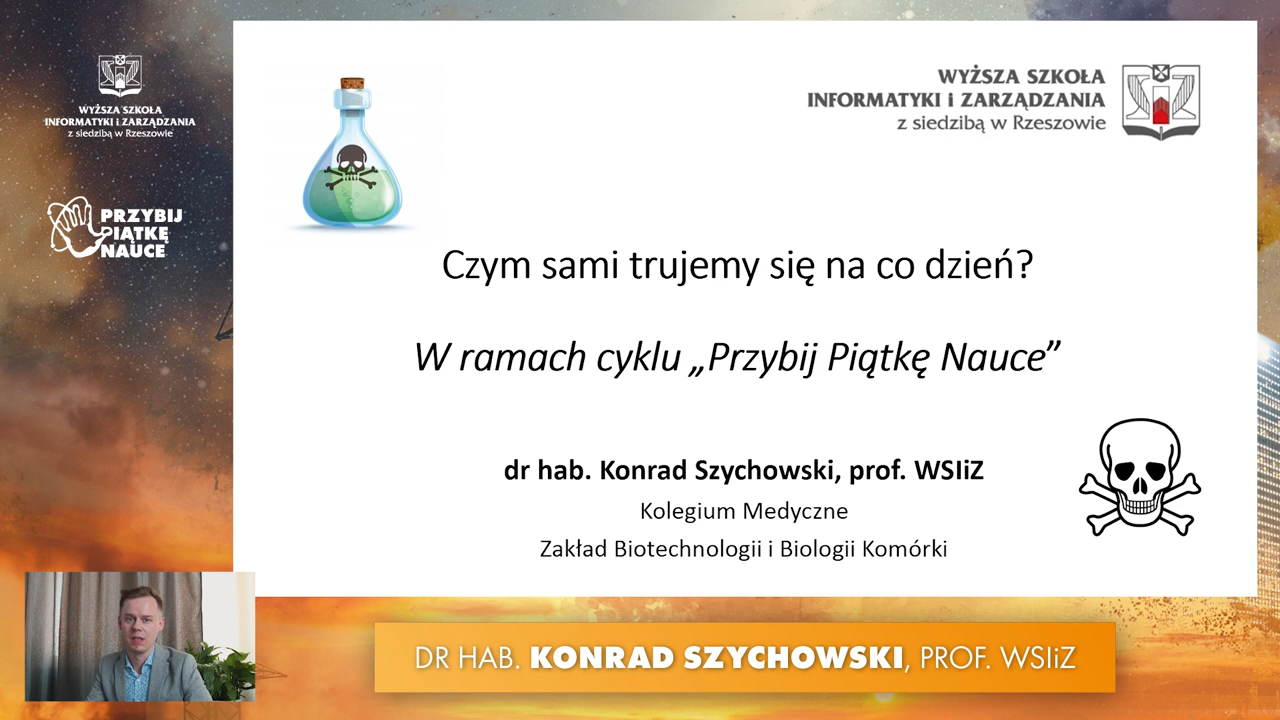 WYŻSZA SZKOŁA
INFORMATYKI i ZARZĄDZANIA
z siedzibą w Rzeszowie
PRZYBIJ
PIĄTKĘ
NAUCE
WYŻSZA SZKOŁA
INFORMATYKI i ZARZĄDZANIA
z siedzibą w Rzeszowie
Czym sami trujemy się na co dzień?
W ramach cyklu „Przybij Piątkę Nauce”
dr hab. Konrad Szychowski, prof. WSIiZ
Kolegium Medyczne
Zakład Biotechnologii i Biologii Komórki
DR HAB. KONRAD SZYCHOWSKI, PROF. WSIiZ